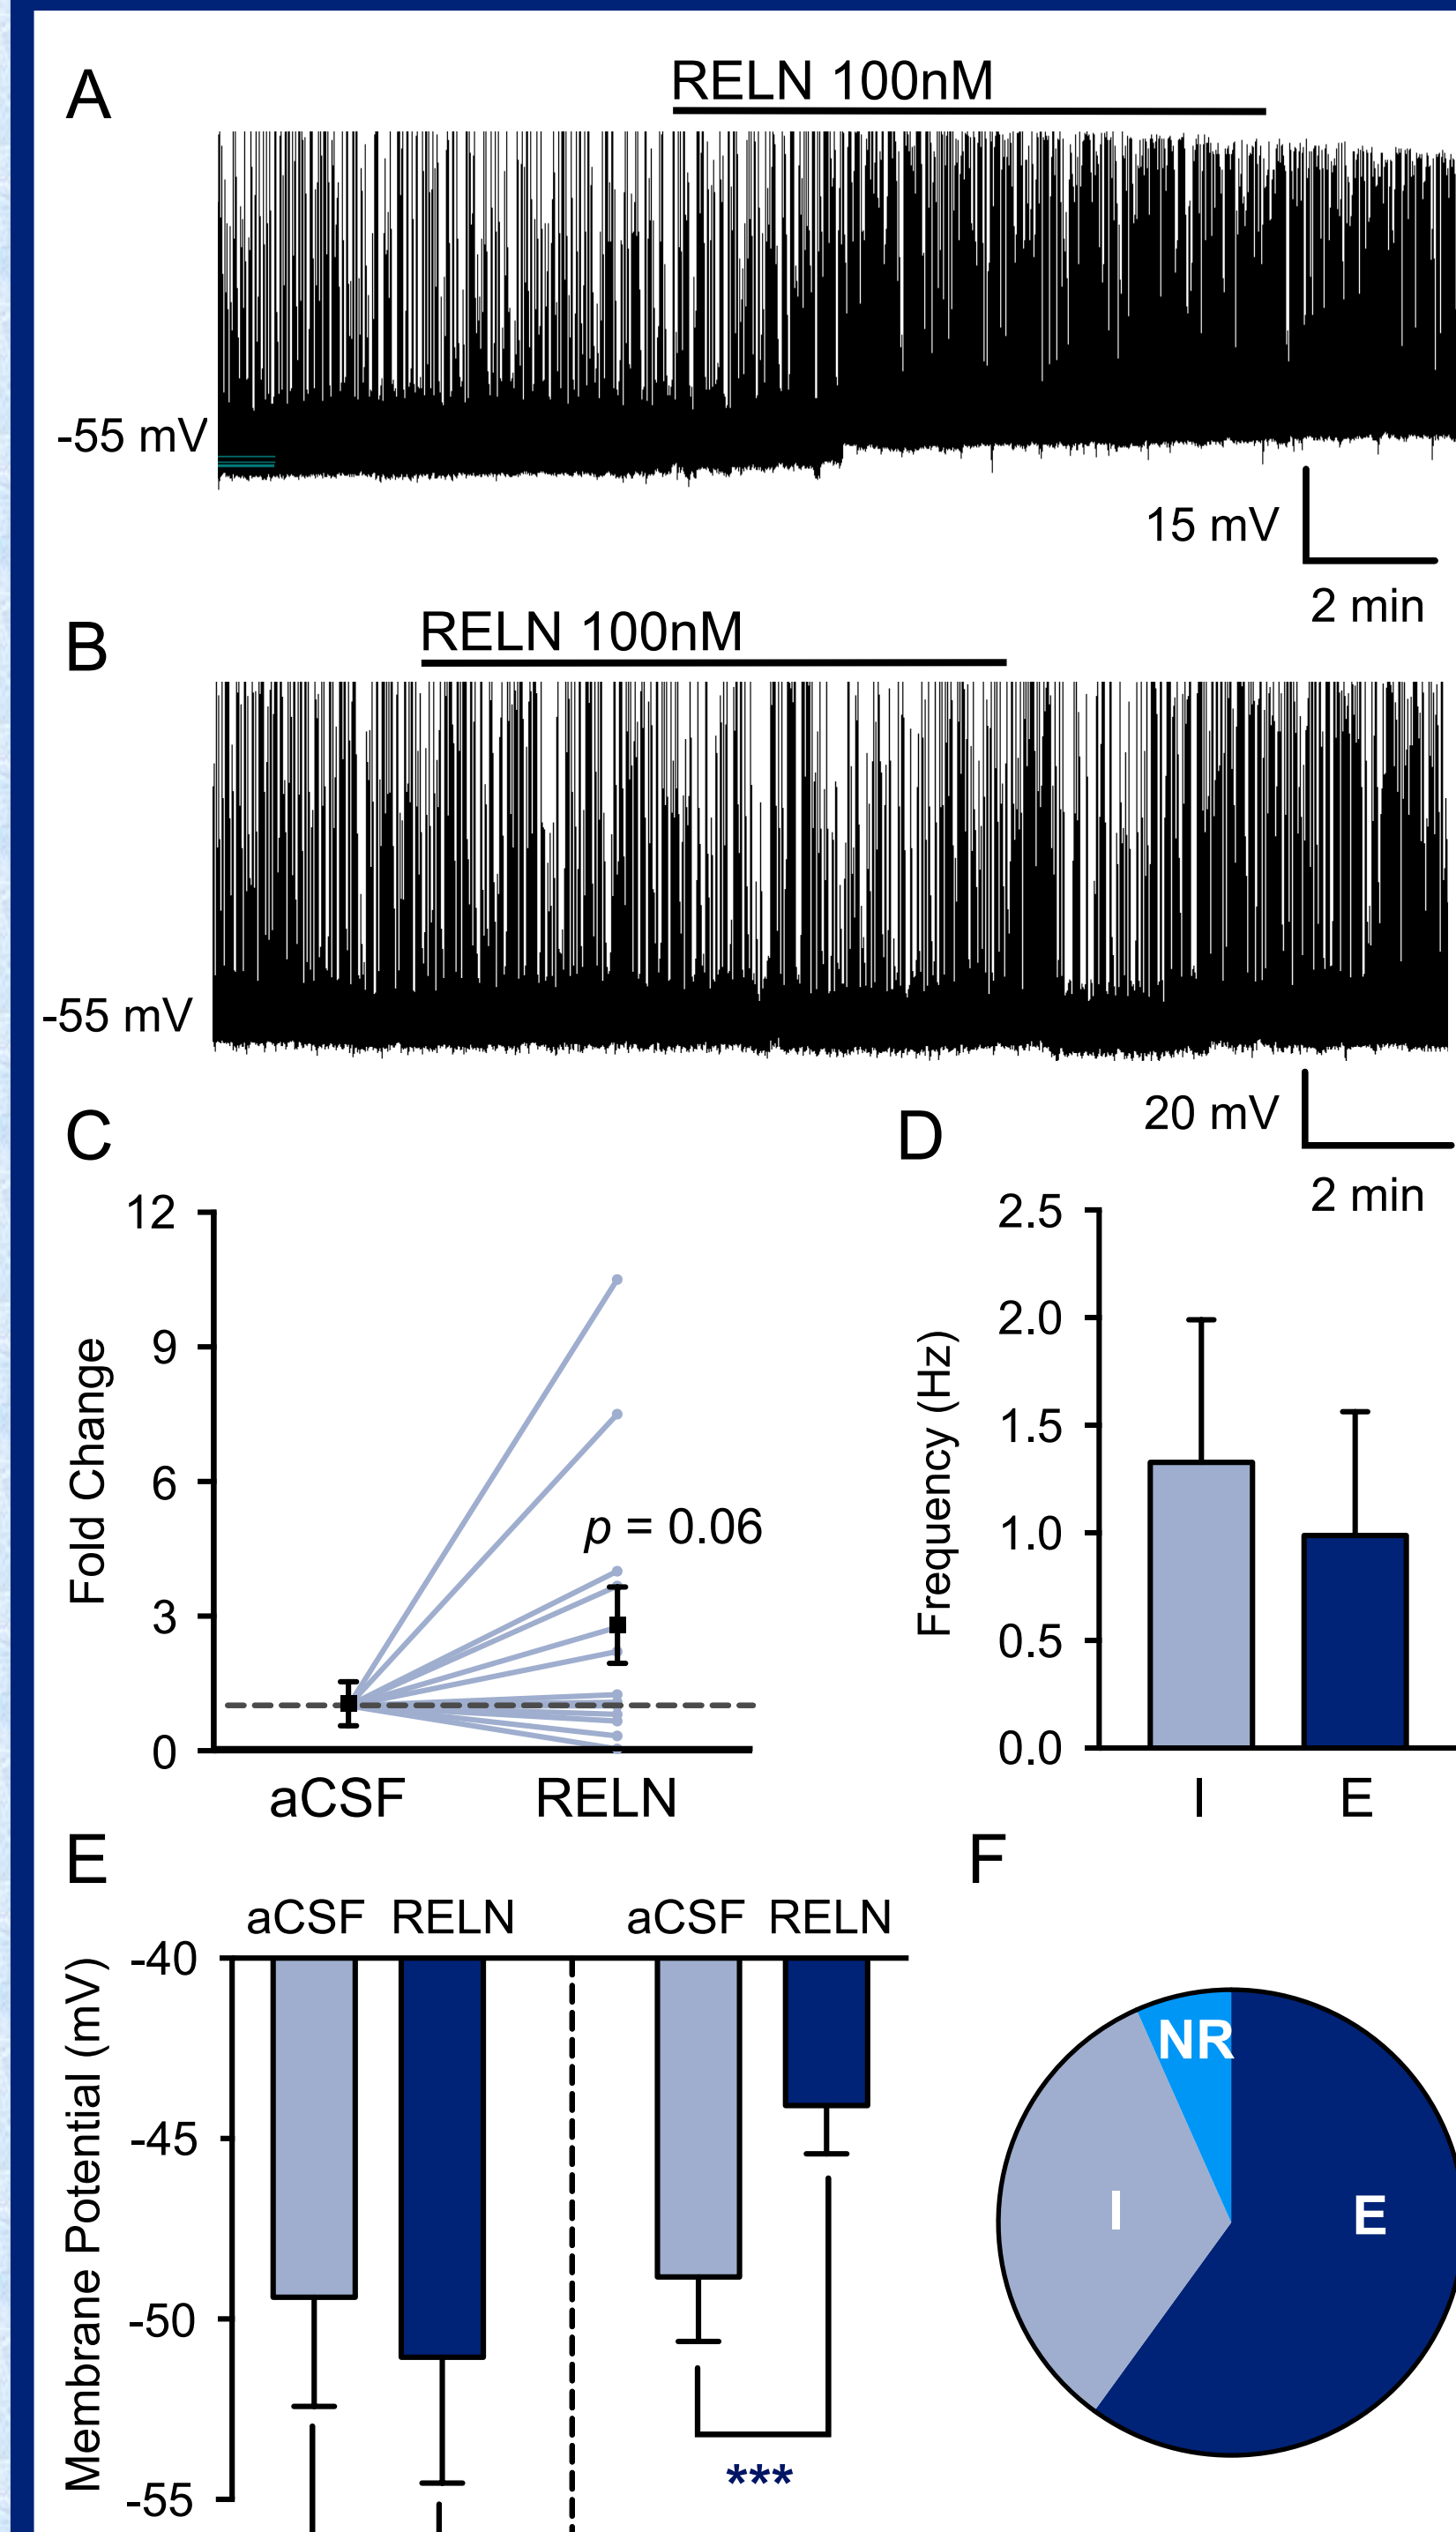 A
RELN 100nM
-55 mV
15 mV
2 min
B
RELN 100nM
-55 mV
20 mV
2 min
C
12
9
6
3
0
Fold Change
p = 0.06
aCSF
RELN
D
2.5
2.0
1.5
1.0
0.5
0.0
Frequency (Hz)
I
E
E
aCSF RELN
aCSF RELN
-40
-45
-50
-55
Membrane Potential (mV)
***
F
NR
I
E